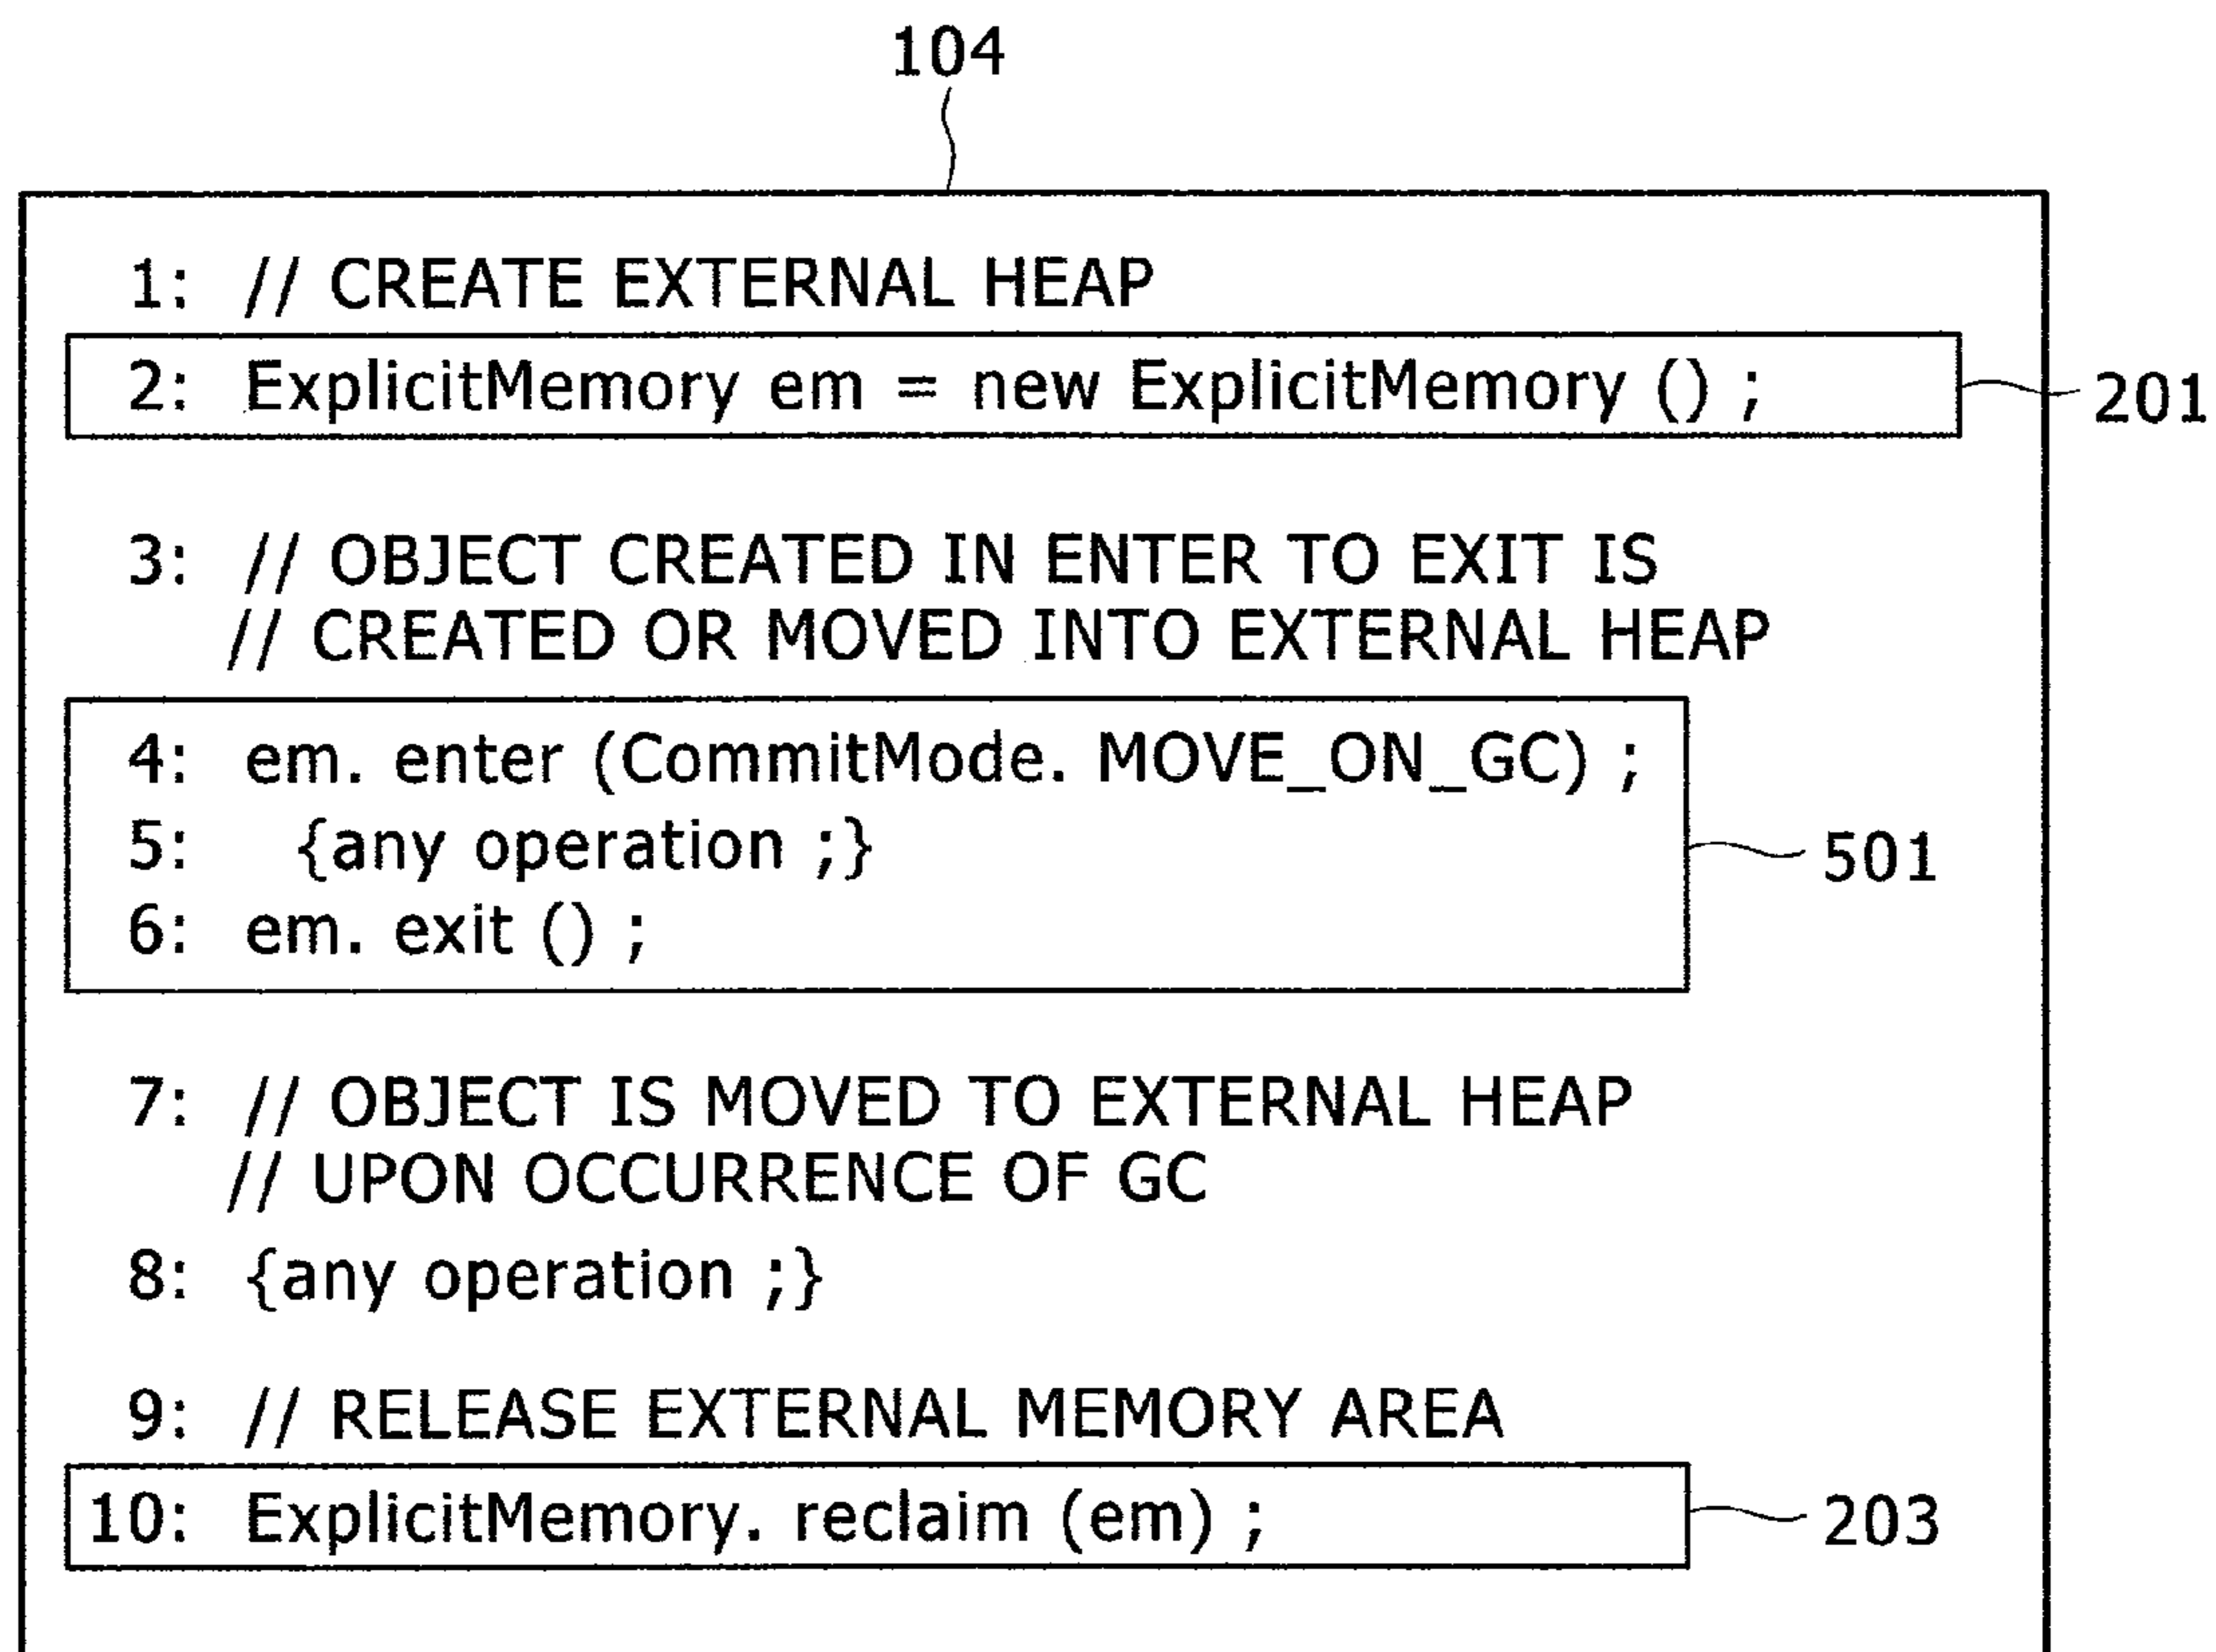 104
1: // CREATE EXTERNAL HEAP
2: ExplicitMemory em = new ExplicitMemory () ;
201
3: // OBJECT CREATED IN ENTER TO EXIT IS
// CREATED OR MOVED INTO EXTERNAL HEAP
4: em. enter (CommitMode. MOVE_ON_GC) ;
5: {any operation ;}
501
6: em. exit () ;
7: // OBJECT IS MOVED TO EXTERNAL HEAP
// UPON OCCURRENCE OF GC
8: {any operation ;}
9: // RELEASE EXTERNAL MEMORY AREA
10: ExplicitMemory. reclaim (em) ;
203